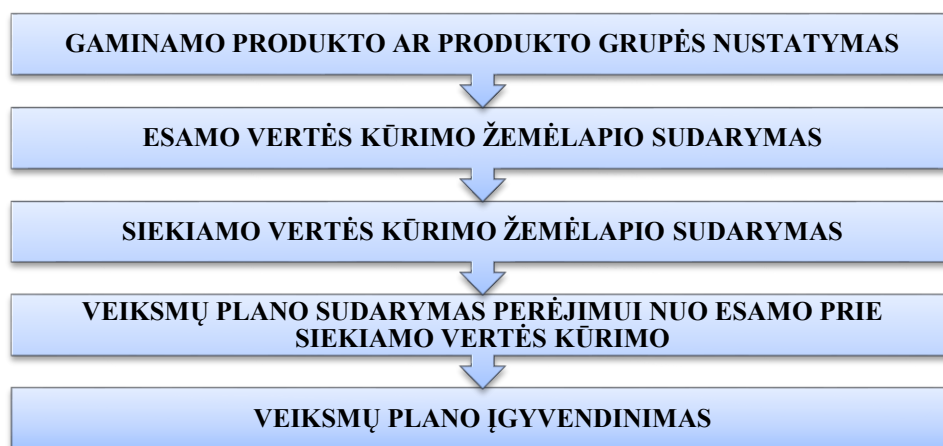 GAMINAMO PRODUKTO AR PRODUKTO GRUPĖS NUSTATYMAS
ESAMO VERTĖS KŪRIMO ŽEMĖLAPIO SUDARYMAS
SIEKIAMO VERTĖS KŪRIMO ŽEMĖLAPIO SUDARYMAS
VEIKSMŲ PLANO SUDARYMAS PERĖJIMUI NUO ESAMO PRIE
SIEKIAMO VERTĖS KŪRIMO
VEIKSMŲ PLANO ĮGYVENDINIMAS